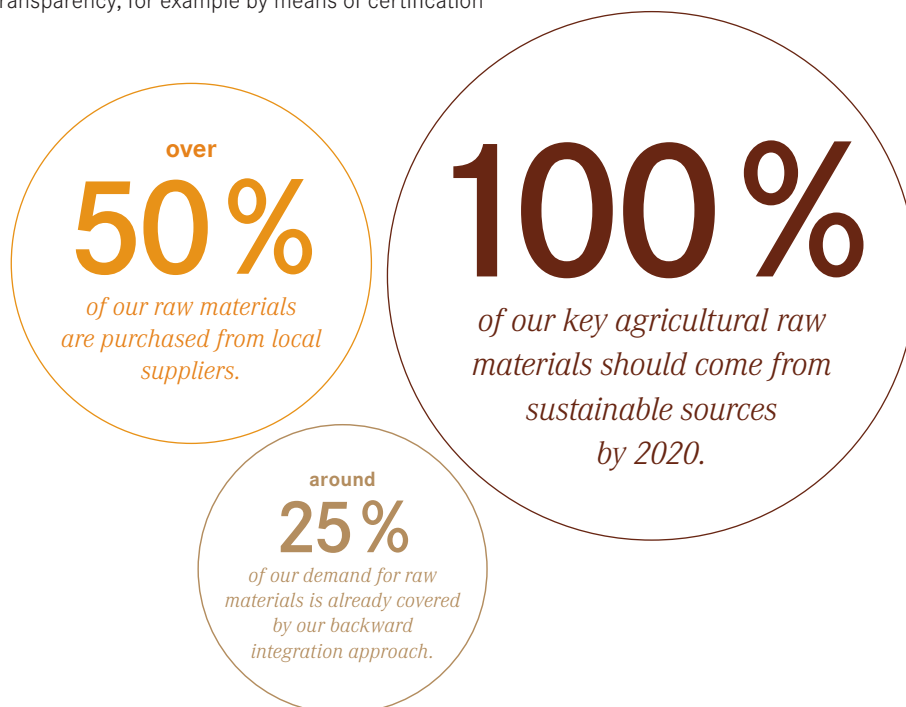 transparency, for example by means of certification
over
50 %
of our raw materials
are purchased from local
suppliers.
100 %
of our key agricultural raw
materials should come from
sustainable sources
by 2020.
around
25 %
of our demand for raw
materials is already covered
by our backward
integration approach.